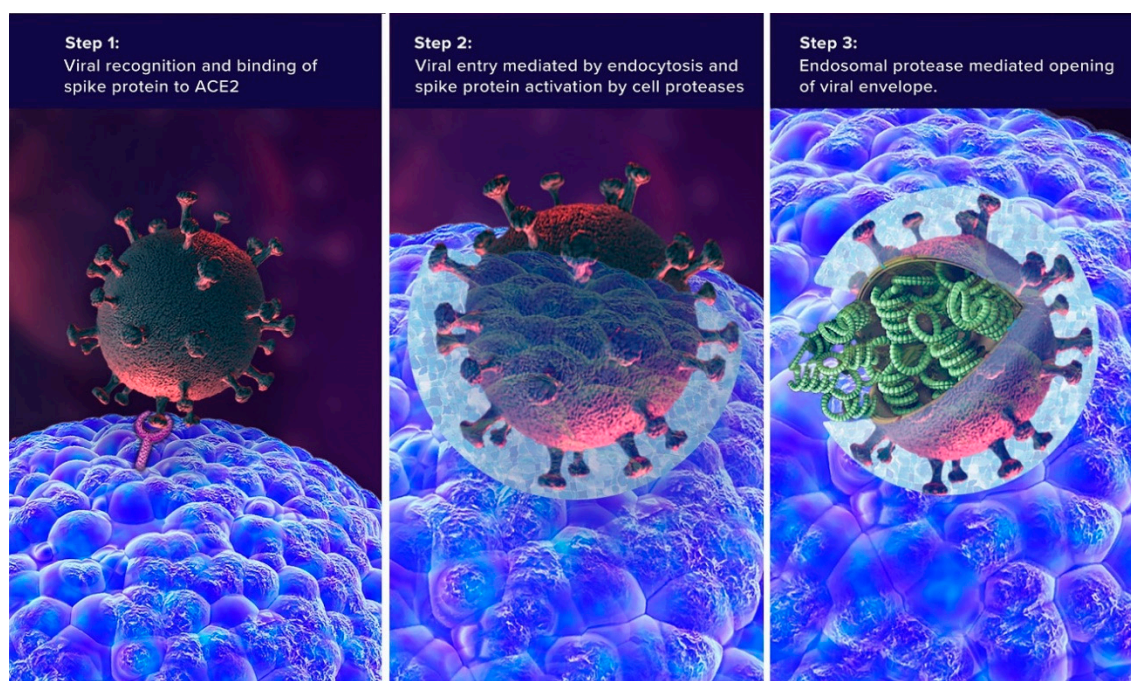 Step 1:
Viral recognition and binding of
spike protein to ACE2
Step 2:
Viral entry mediated by endocytosis and
spike protein activation by cell proteases
Step 3:
Endosomal protease mediated opening
of viral envelope.